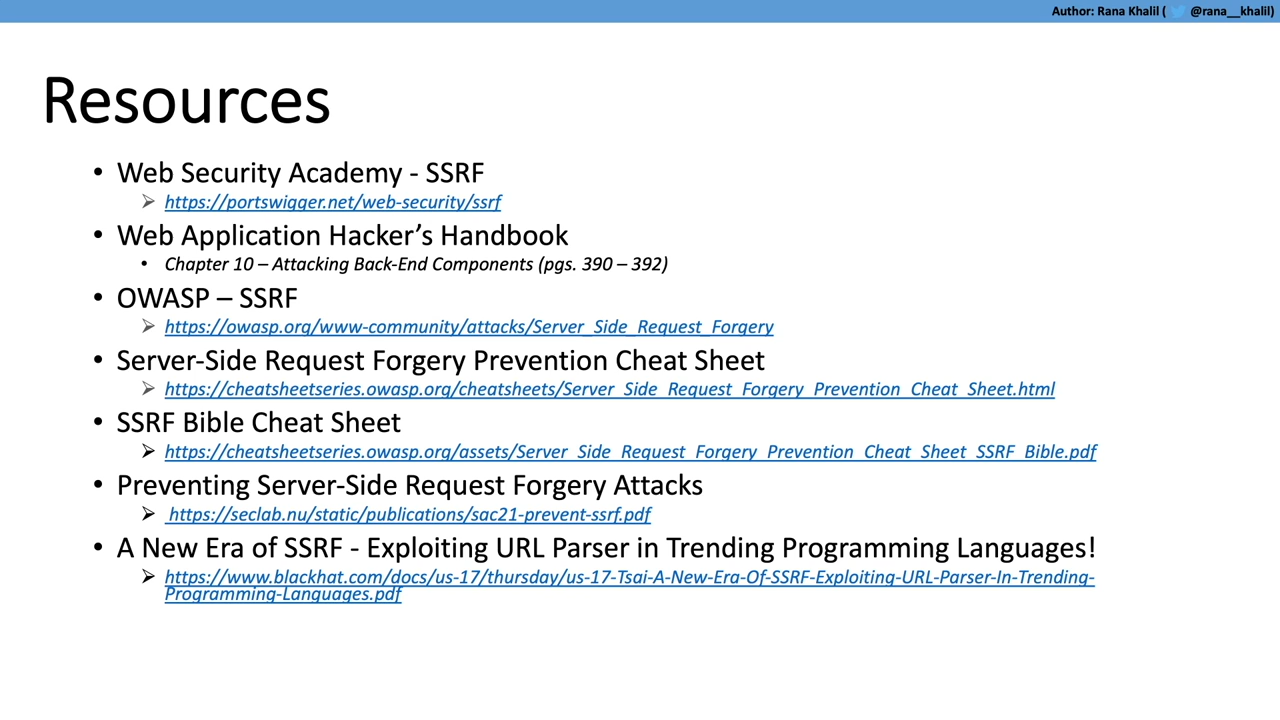 Author: Rana Khalil ( @rana__khalil)
Resources
• Web Security Academy - SSRF
➢ https://portswigger.net/web-security/ssrf
• Web Application Hacker’s Handbook
• Chapter 10 – Attacking Back-End Components (pgs. 390 – 392)
• OWASP – SSRF
➢ https://owasp.org/www-community/attacks/Server_Side_Request_Forgery
• Server-Side Request Forgery Prevention Cheat Sheet
➢ https://cheatsheetseries.owasp.org/cheatsheets/Server_Side_Request_Forgery_Prevention_Cheat_Sheet.html
• SSRF Bible Cheat Sheet
➢ https://cheatsheetseries.owasp.org/assets/Server_Side_Request_Forgery_Prevention_Cheat_Sheet_SSRF_Bible.pdf
• Preventing Server-Side Request Forgery Attacks
➢ https://seclab.nu/static/publications/sac21-prevent-ssrf.pdf
• A New Era of SSRF - Exploiting URL Parser in Trending Programming Languages!
➢ https://www.blackhat.com/docs/us-17/thursday/us-17-Tsai-A-New-Era-Of-SSRF-Exploiting-URL-Parser-In-Trending-
Programming-Languages.pdf